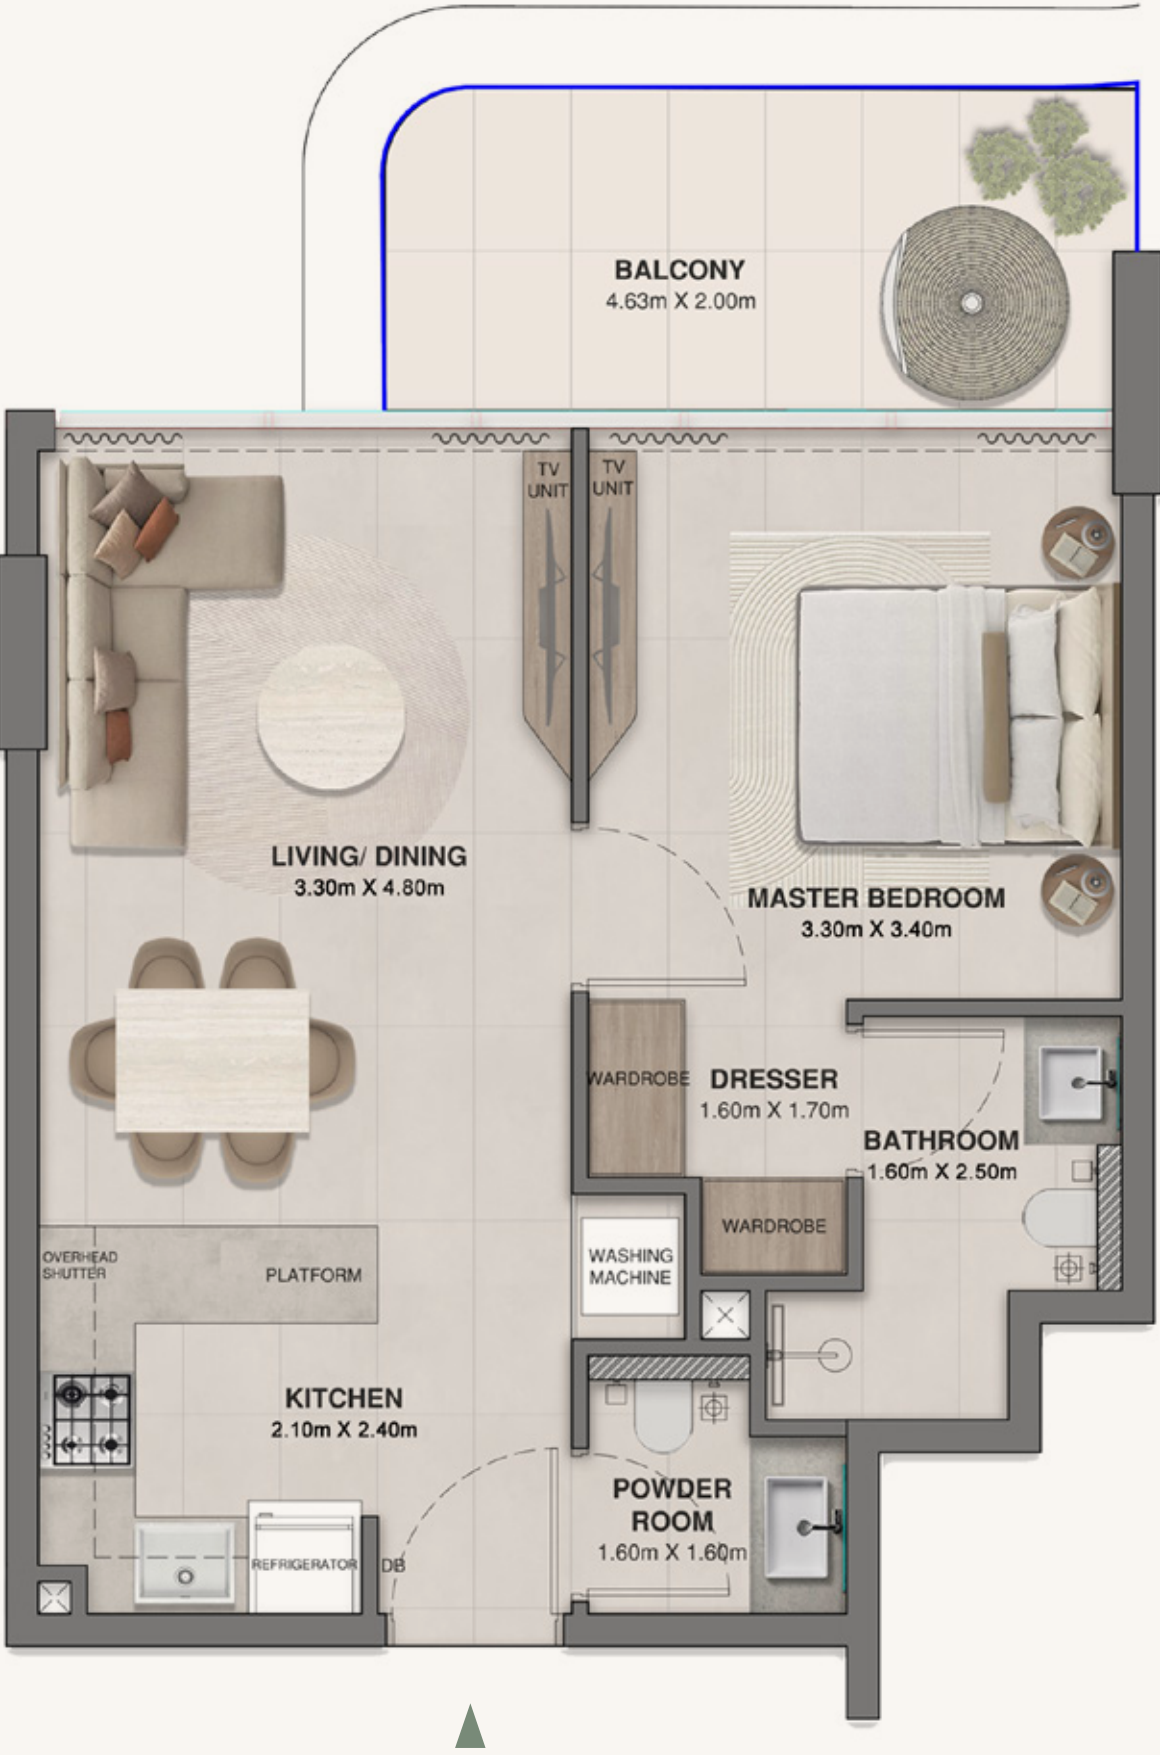 BALCONY
4.63m X 2.00m
TV
UNIT
TV
UNIT
LIVING/ DINING
3.30m X 4.80m
MASTER BEDROOM
3.30m X 3.40m
WARDROBE
DRESSER
1.60m X 1.70m
BATHROOM
1.60m X 2.50m
WARDROBE
WASHING
MACHINE
OVERHEAD
SHUTTER
PLATFORM
KITCHEN
2.10m X 2.40m
POWDER
ROOM
1.60m X 1.60m
REFRIGERATOR
DB